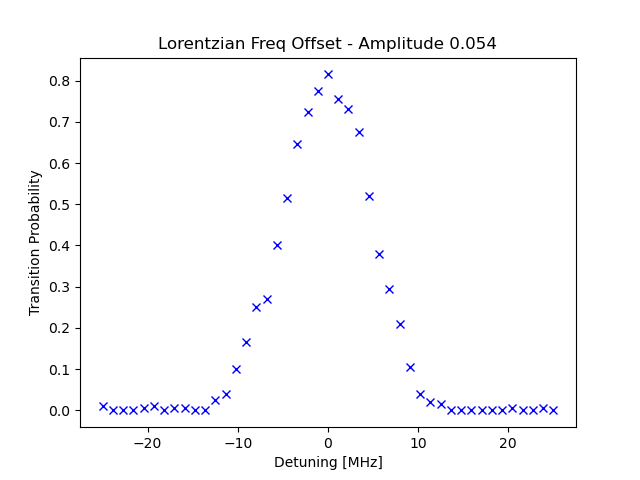 Lorentzian Freq Offset - Amplitude 0.054
Transition Probability
0.8
0.7
0.6
0.5
0.4
0.3
0.2
0.1
0.0
−20 −10 0 10 20
Detuning [MHz]